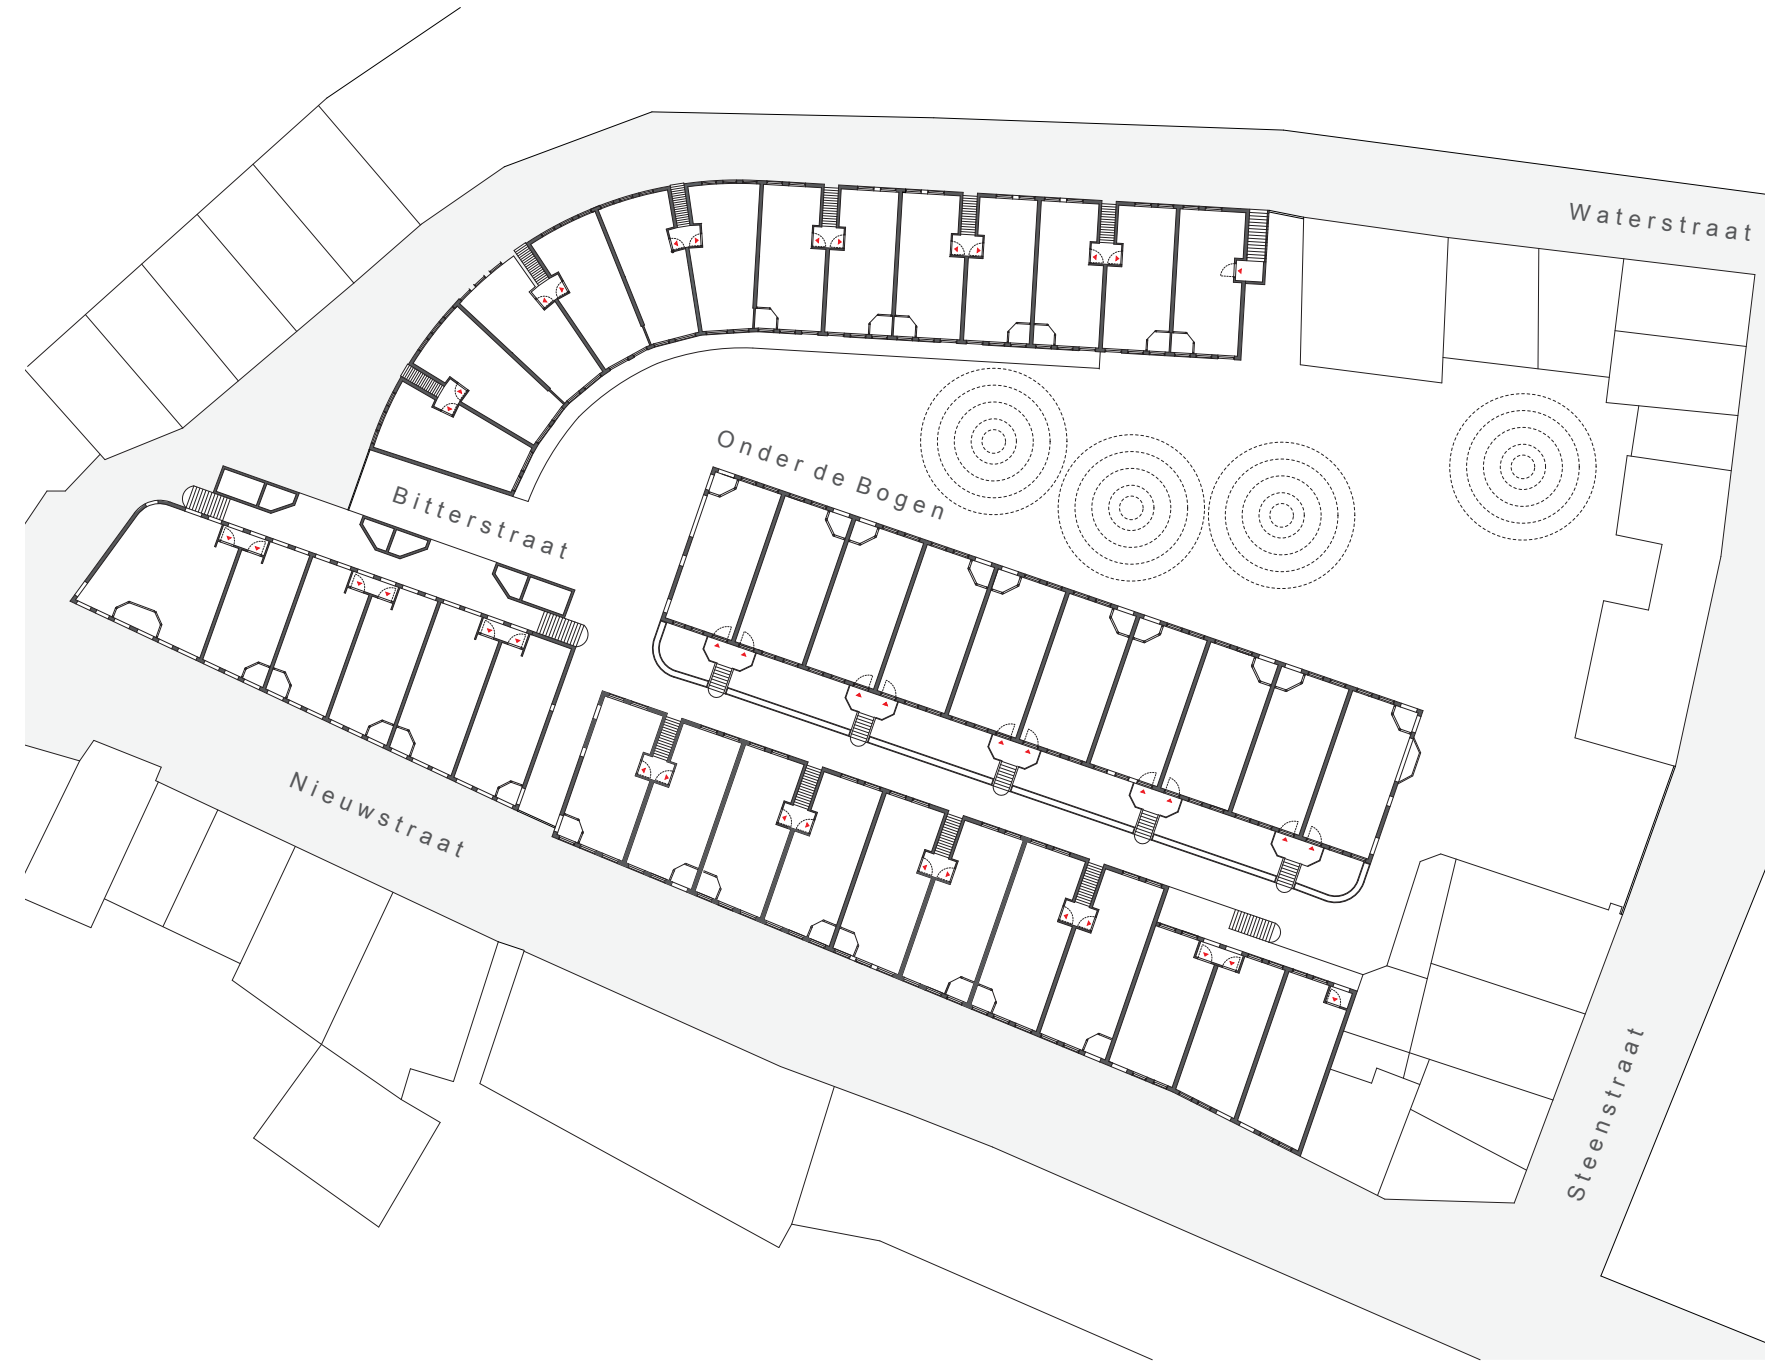 Waterstraat
Onder de Bogen
Bitterstraat
Nieuwstraat
Steenstraat